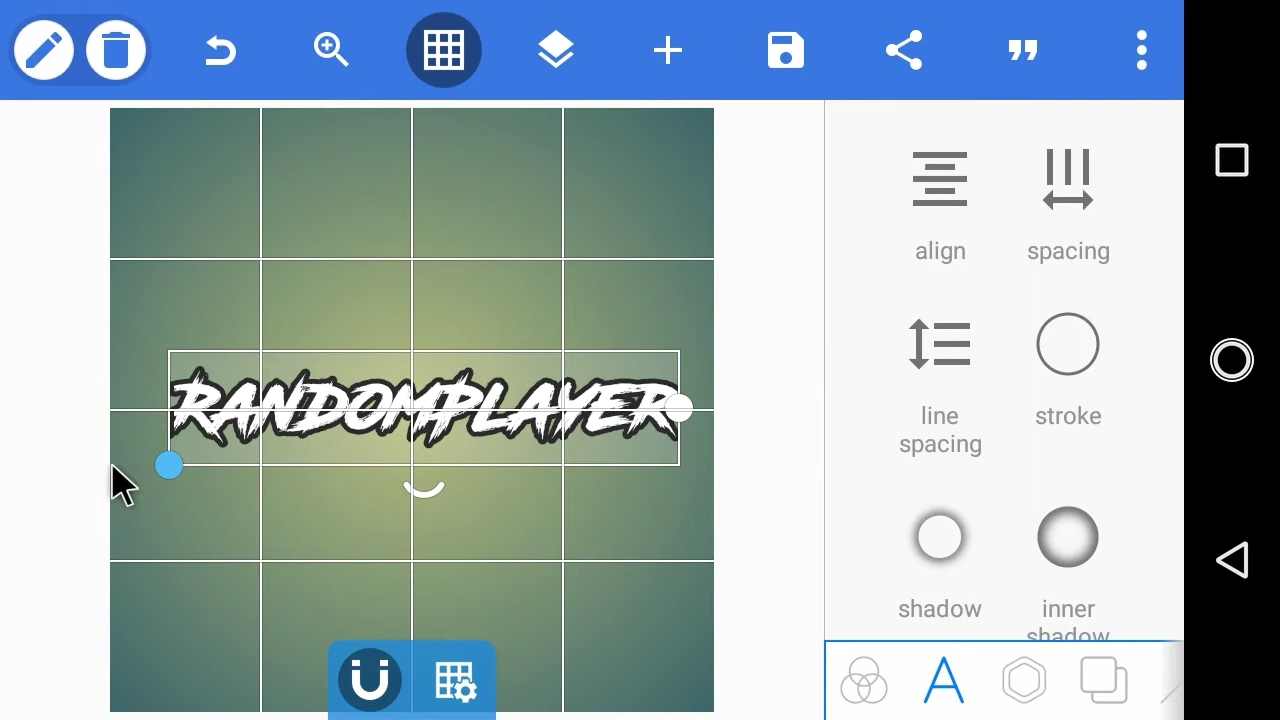 RANDOMPLAYER
align
spacing
line
spacing
stroke
shadow
inner
shadow